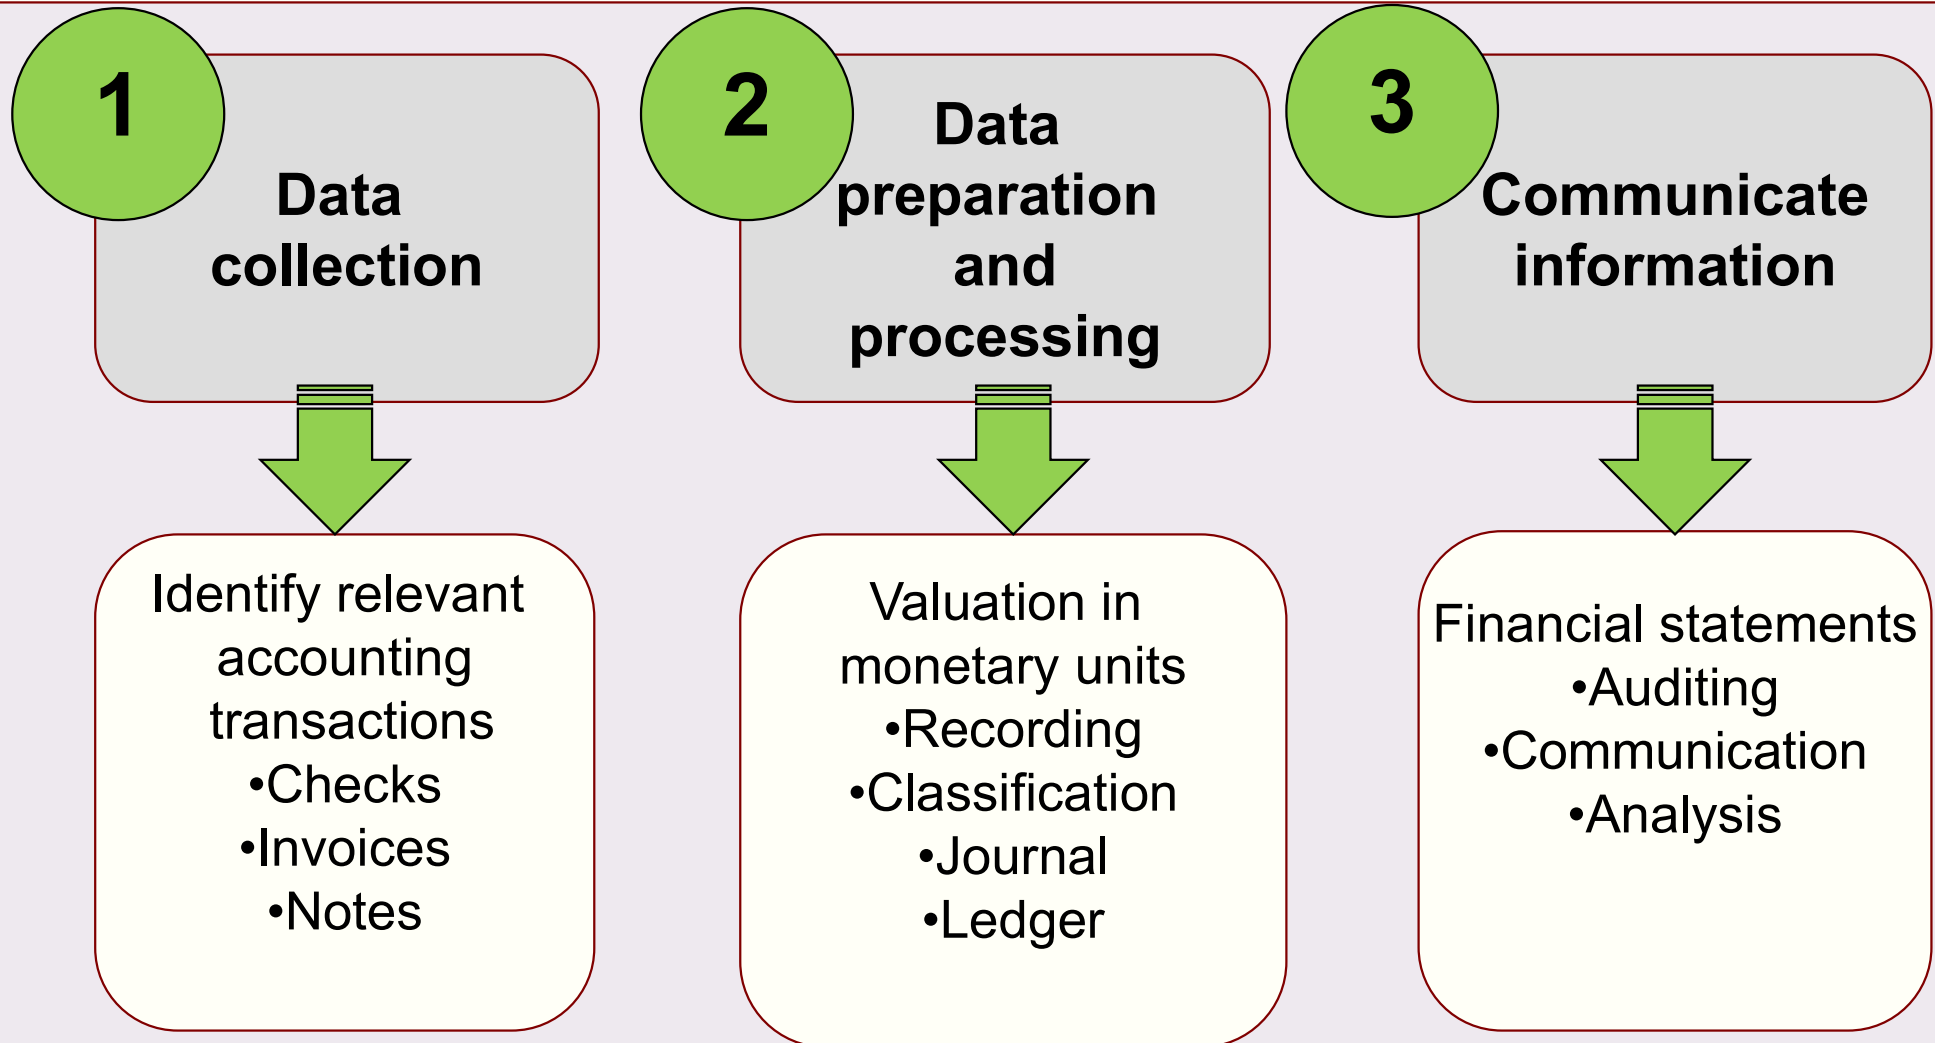 1
Data
collection
Identify relevant
accounting
transactions
•Checks
•Invoices
•Notes
2
Data
preparation
and
processing
Valuation in
monetary units
•Recording
•Classification
•Journal
•Ledger
3
Communicate
information
Financial statements
•Auditing
•Communication
•Analysis